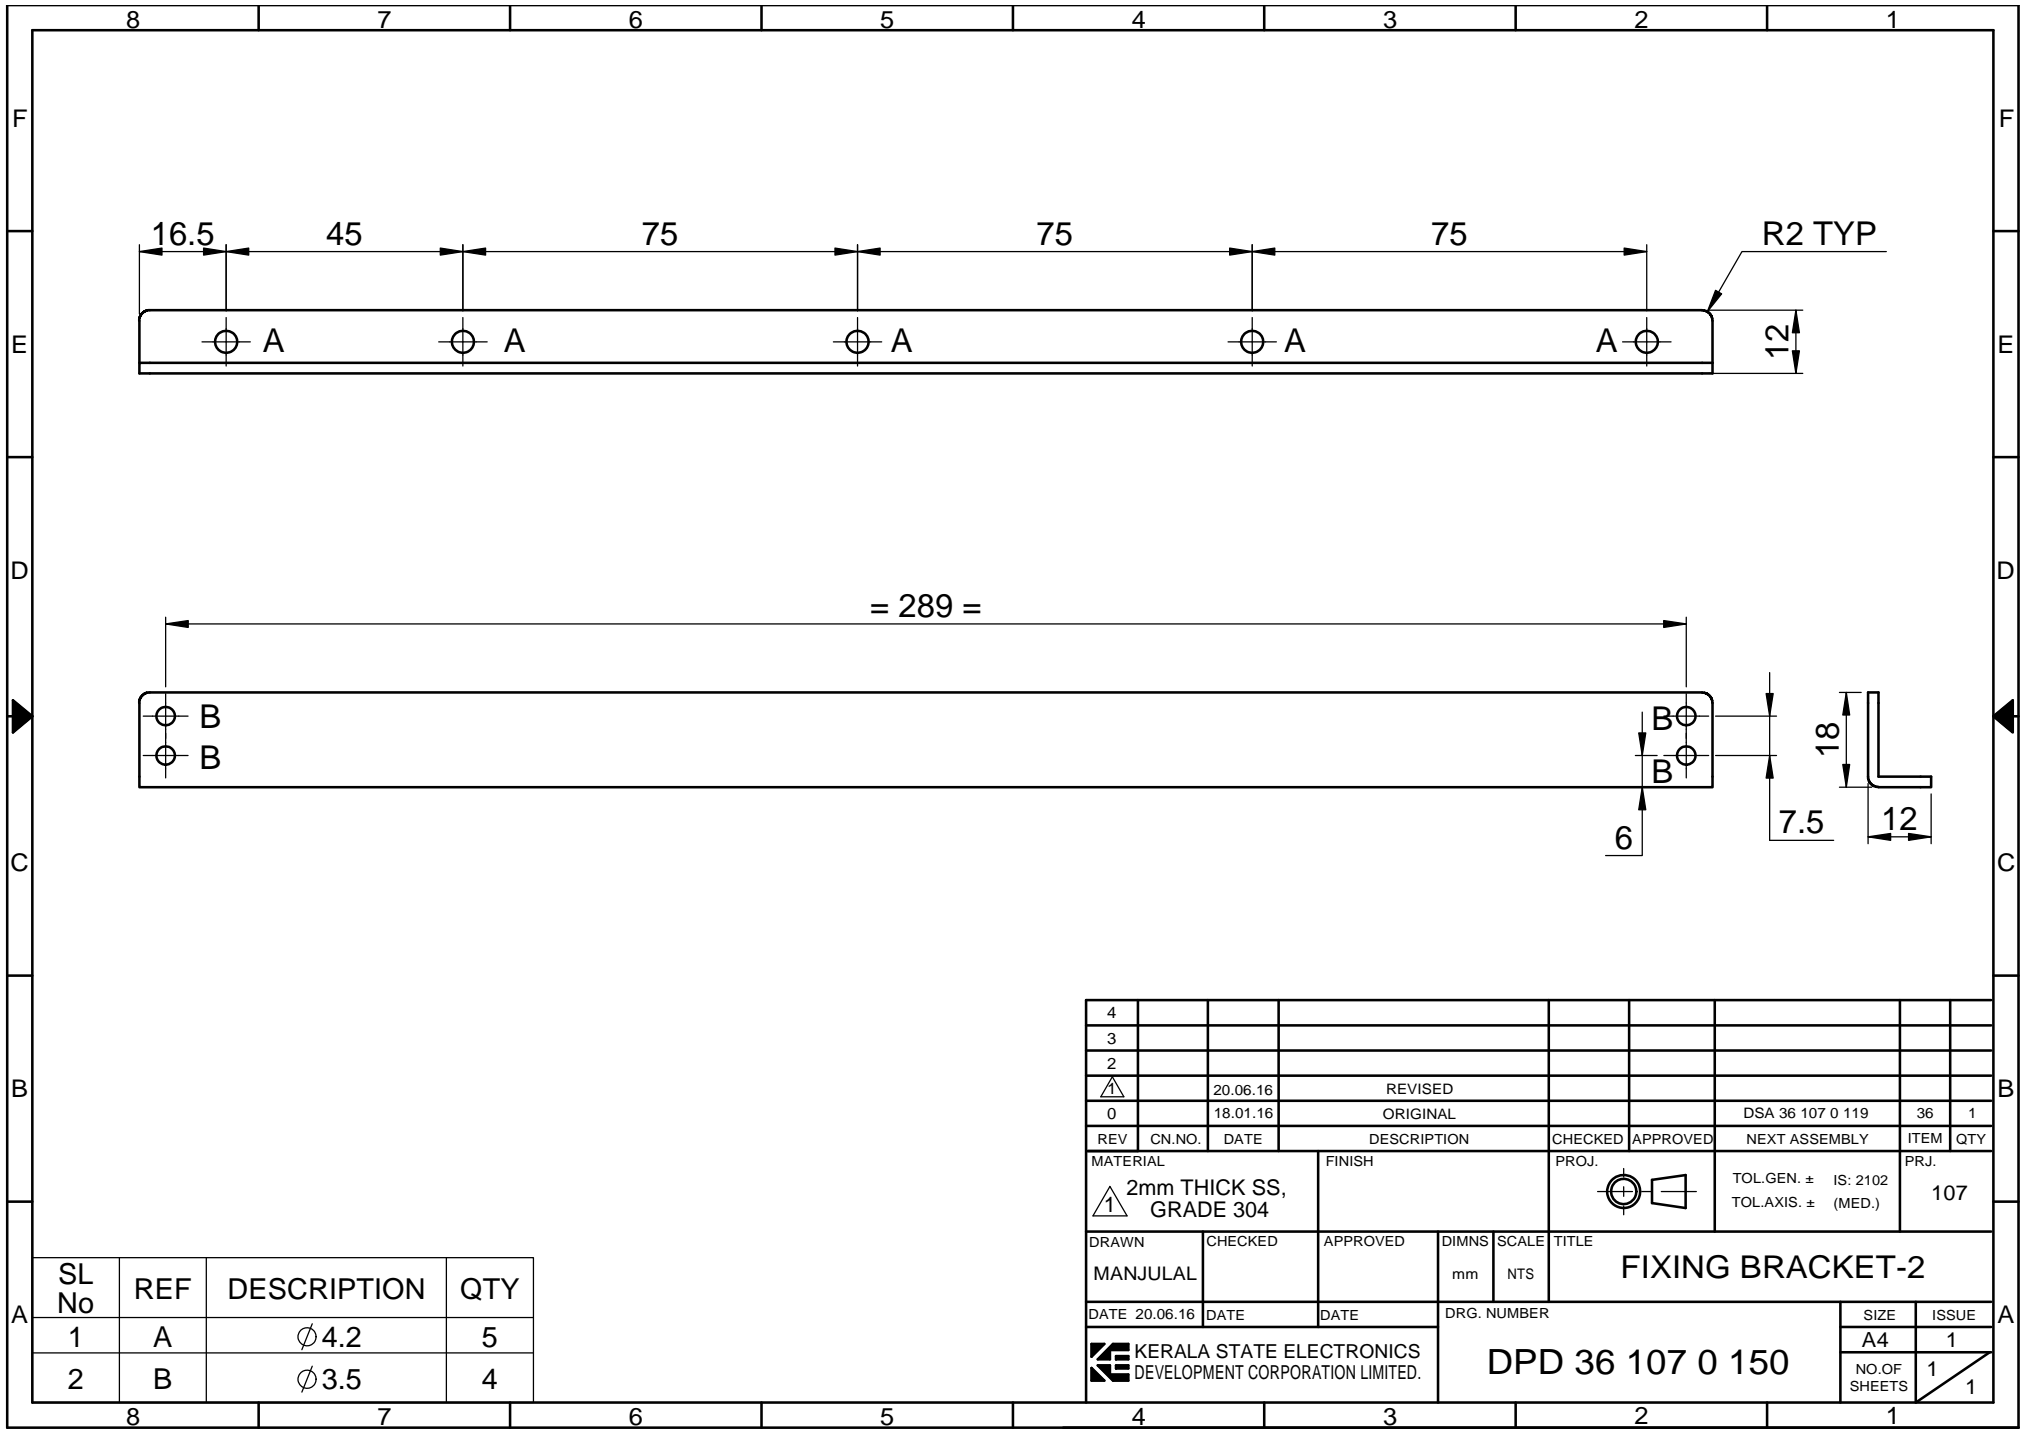 8 7 6 5 4 3 2 1
F F
16.5 45 75 75 75 R2 TYP
E A A A A A 12 E
D D
= 289 =
B B
B B
18
6 7.5 12
C C
4
3
2
1 20.06.16 REVISED
B B
0 18.01.16 ORIGINAL DSA 36 107 0 119 36 1
REV CN.NO. DATE DESCRIPTION CHECKED APPROVED NEXT ASSEMBLY ITEM QTY
MATERIAL FINISH PROJ. PRJ.
1 2mm THICK SS,
GRADE 304
TOL.GEN. ± IS: 2102
TOL.AXIS. ± (MED.)
107
DRAWN CHECKED APPROVED DIMNS SCALE TITLE
MANJULAL mm NTS FIXING BRACKET-2
DATE 20.06.16 DATE DATE DRG. NUMBER SIZE ISSUE
A4 1
KERALA STATE ELECTRONICS
DEVELOPMENT CORPORATION LIMITED.
DPD 36 107 0 150
NO.OF
SHEETS
1
1
A A
SL
No REF DESCRIPTION QTY
1 A ∅4.2 5
2 B ∅3.5 4
8 7 6 5 4 3 2 1